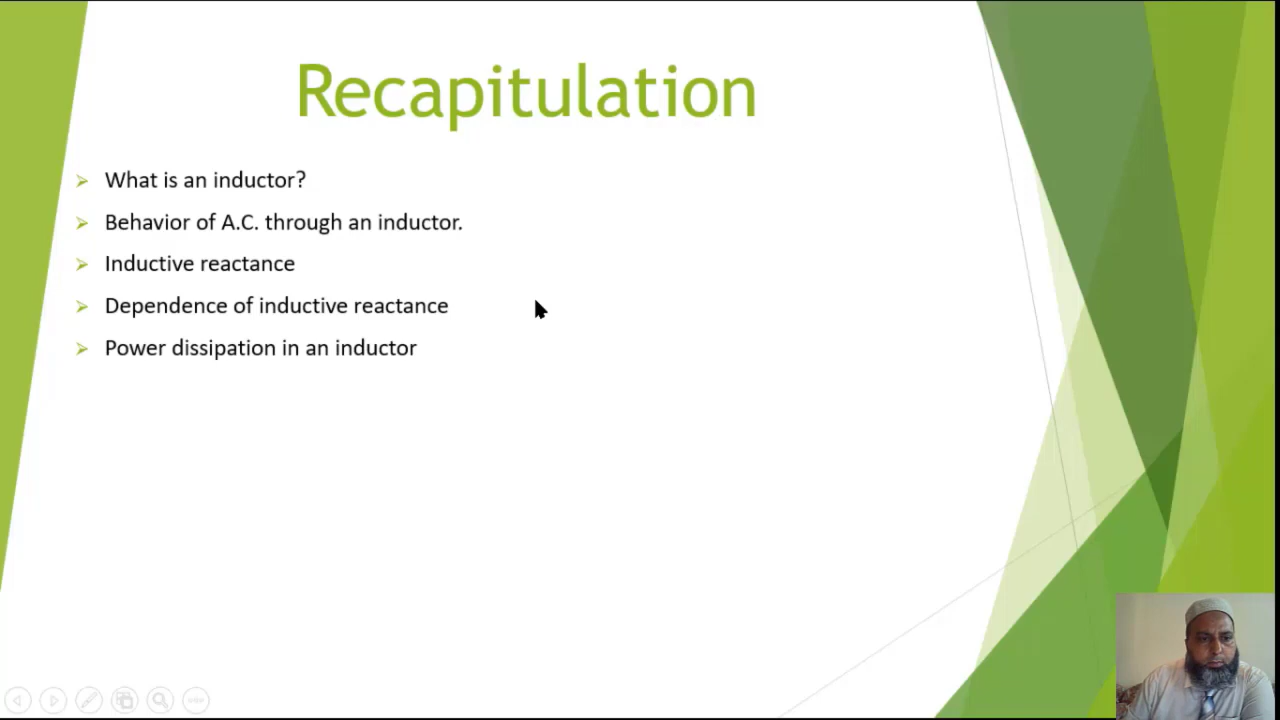 Recapitulation
What is an inductor?
Behavior of A.C. through an inductor.
Inductive reactance
Dependence of inductive reactance
Power dissipation in an inductor